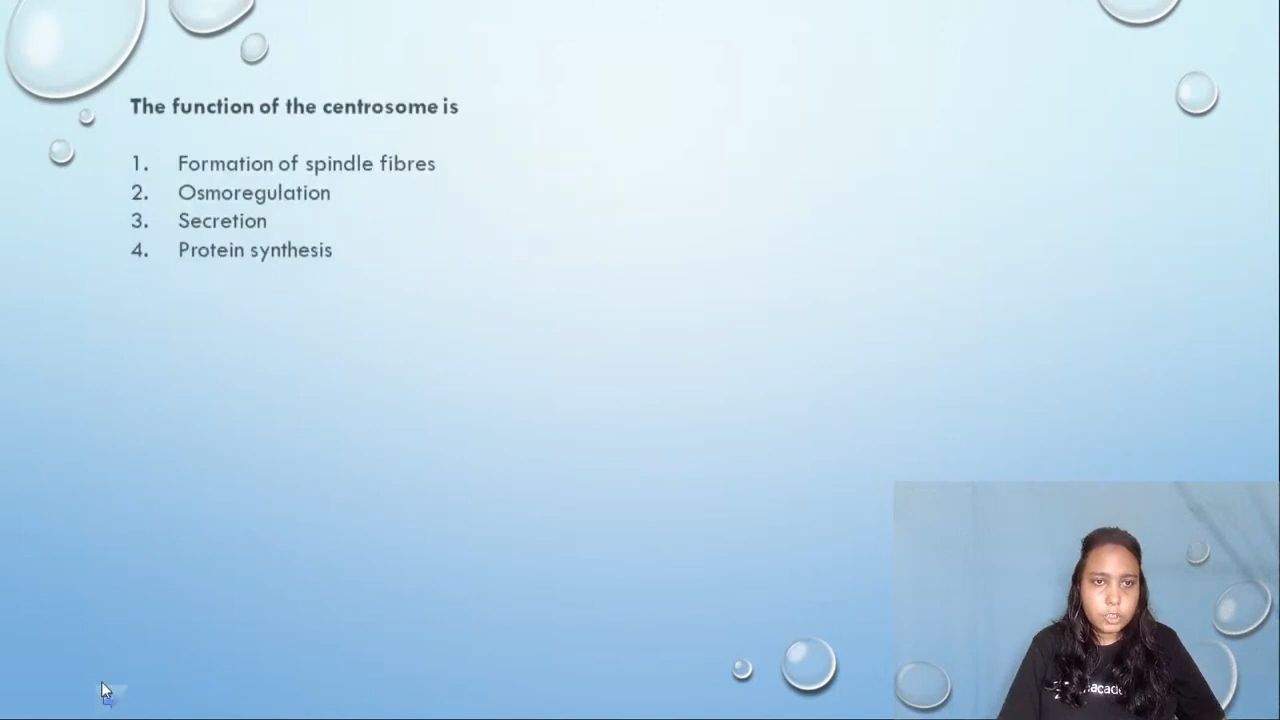 The function of the centrosome is
1. Formation of spindle fibres
2. Osmoregulation
3. Secretion
4. Protein synthesis